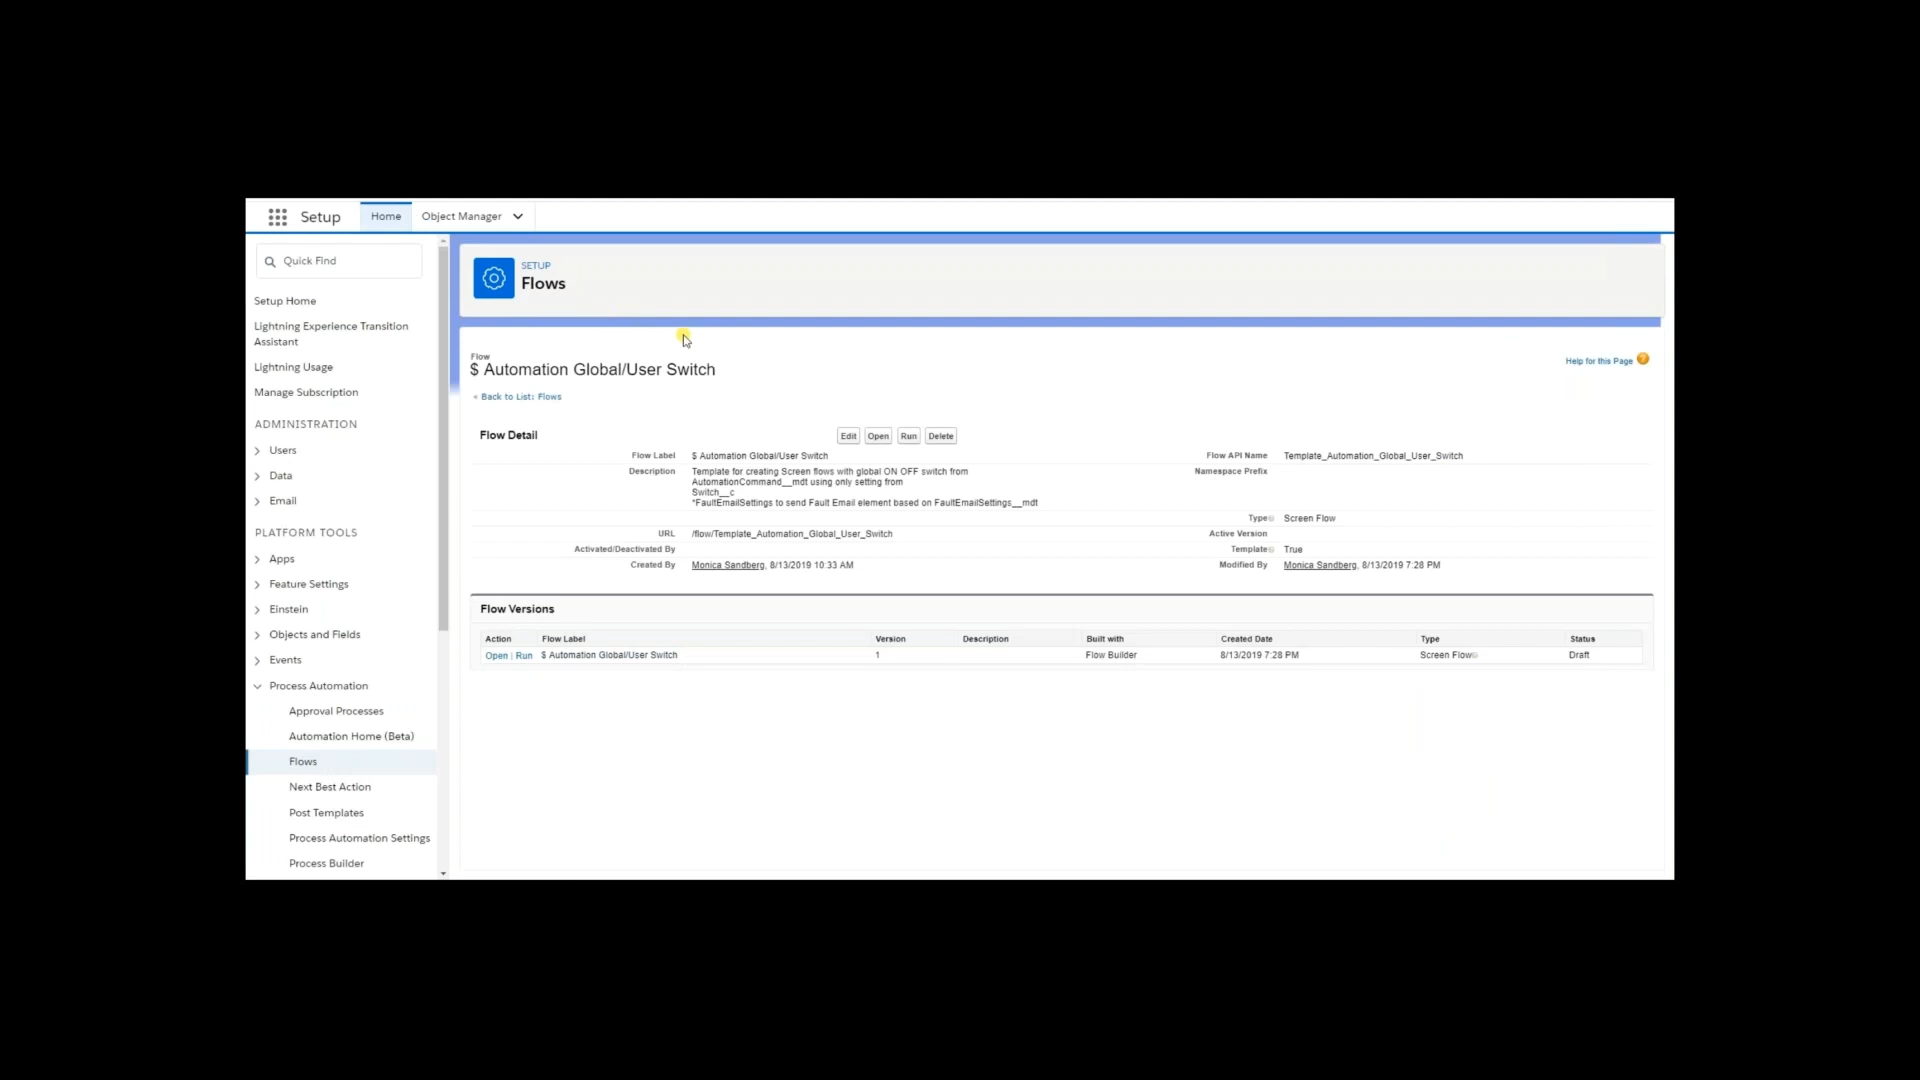 Setup Home Object Manager
Quick Find
Setup Home
Lightning Experience Transition
Assistant
Lightning Usage
Manage Subscription
ADMINISTRATION
Users
Data
Email
PLATFORM TOOLS
Apps
Feature Settings
Einstein
Objects and Fields
Events
Process Automation
Approval Processes
Automation Home (Beta)
Flows
Next Best Action
Post Templates
Process Automation Settings
Process Builder
SETUP
Flows
Flow
$ Automation Global/User Switch
Help for this Page ?
« Back to List: Flows
Flow Detail Edit Open Run Delete
Flow Label $ Automation Global/User Switch Flow API Name Template_Automation_Global_User_Switch
Description Template for creating Screen flows with global ON OFF switch from Namespace Prefix
AutomationCommand__mdt using only setting from
Switch__c
*FaultEmailSettings to send Fault Email element based on FaultEmailSettings__mdt
Type Screen Flow
URL /flow/Template_Automation_Global_User_Switch Active Version
Activated/Deactivated By Template True
Created By Monica Sandberg, 8/13/2019 10:33 AM Modified By Monica Sandberg, 8/13/2019 7:28 PM
Flow Versions
Action Flow Label Version Description Built with Created Date Type Status
Open | Run $ Automation Global/User Switch 1 Flow Builder 8/13/2019 7:28 PM Screen Flow Draft